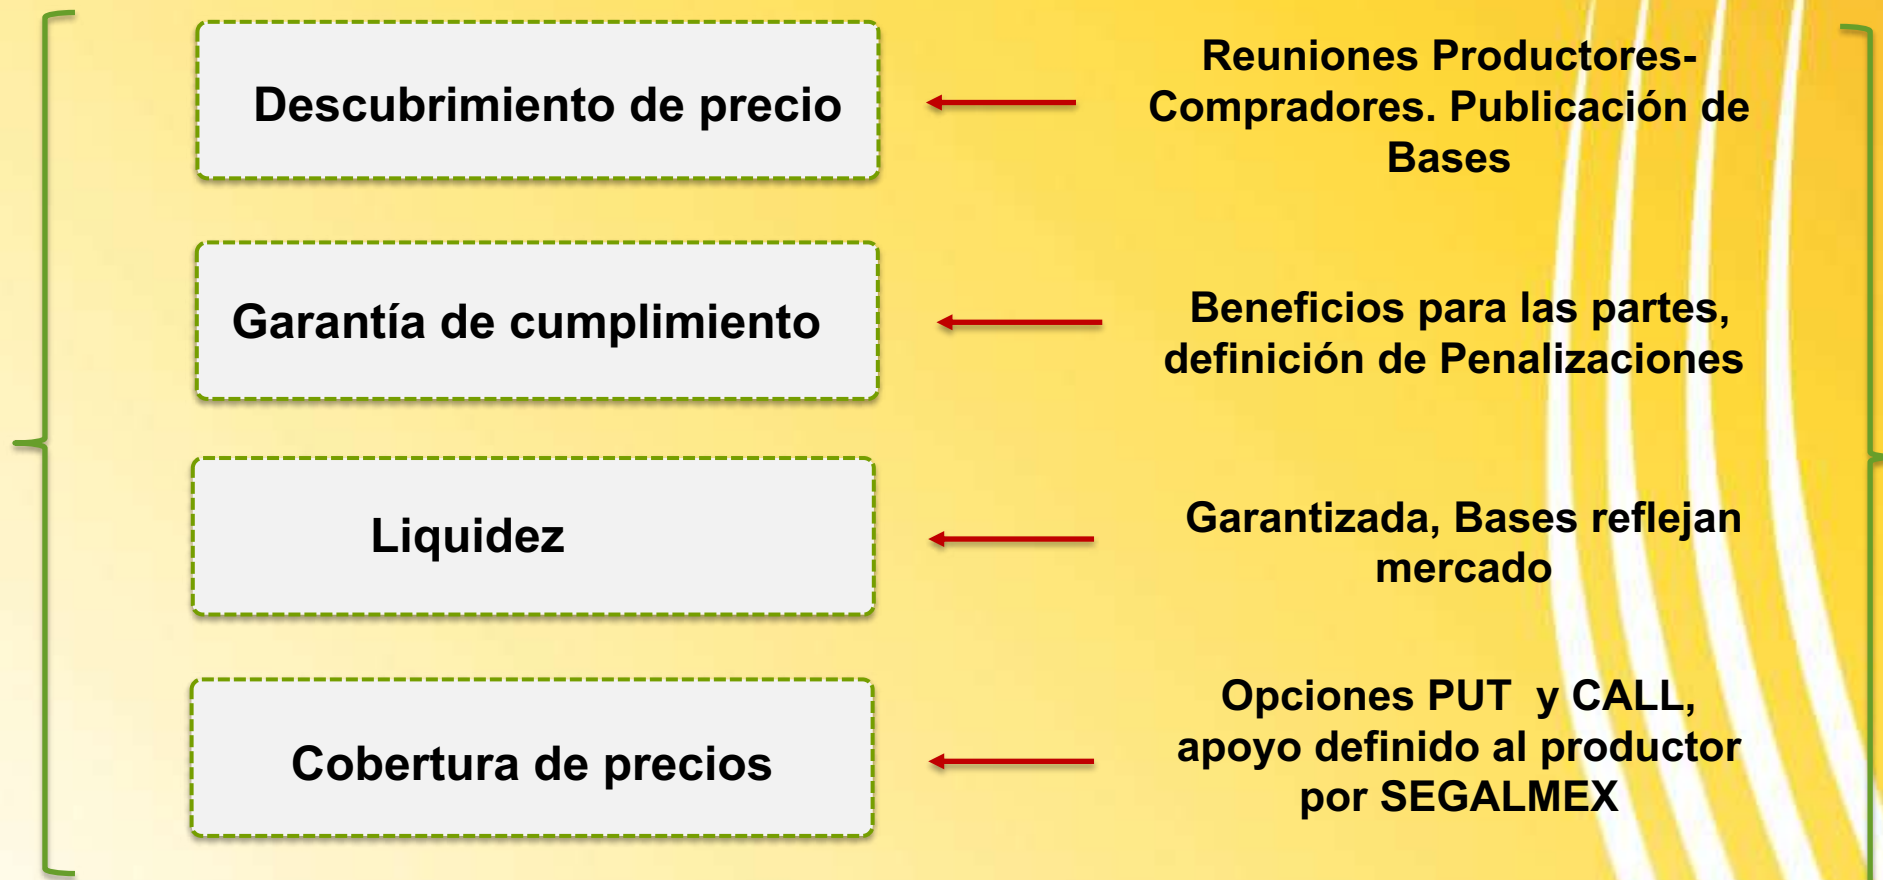 Descubrimiento de precio
Reuniones Productores-
Compradores. Publicación de
Bases
Garantía de cumplimiento
Beneficios para las partes,
definición de Penalizaciones
Liquidez
Garantizada, Bases reflejan
mercado
Cobertura de precios
Opciones PUT y CALL,
apoyo definido al productor
por SEGALMEX